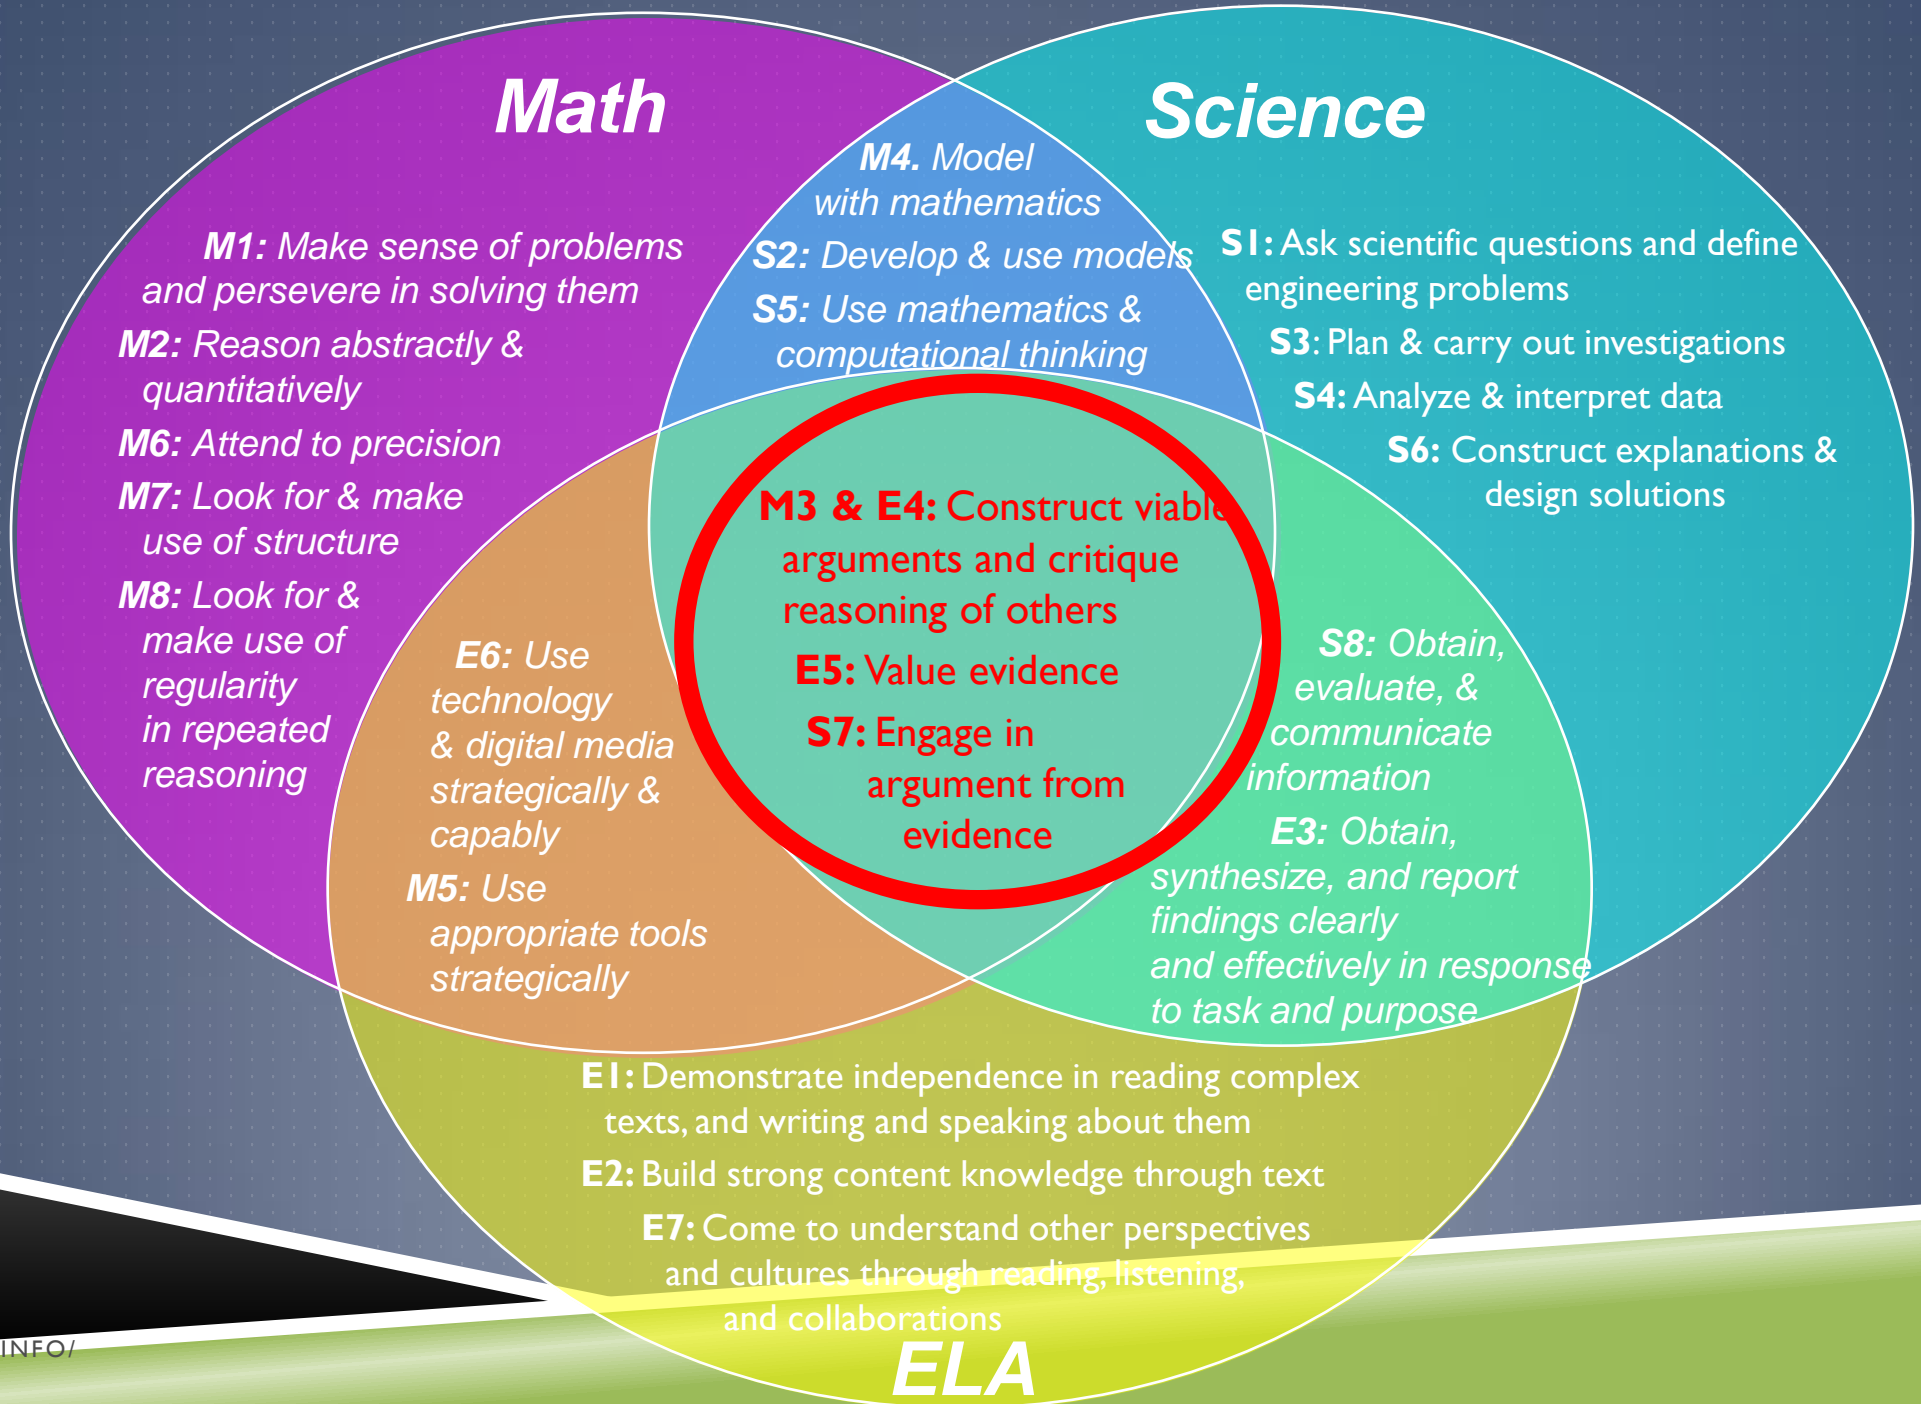 Math
M1: Make sense of problems
and persevere in solving them
M2: Reason abstractly &
quantitatively
M6: Attend to precision
M7: Look for & make
use of structure
M8: Look for &
make use of
regularity
in repeated
reasoning
M4. Model
with mathematics
S2: Develop & use models
S5: Use mathematics &
computational thinking
Science
S1: Ask scientific questions and define
engineering problems
S3: Plan & carry out investigations
S4: Analyze & interpret data
S6: Construct explanations &
design solutions
M3 & E4: Construct viable
arguments and critique
reasoning of others
E5: Value evidence
S7: Engage in
argument from
evidence
E6: Use
technology
& digital media
strategically &
capably
M5: Use
appropriate tools
strategically
S8: Obtain,
evaluate, &
communicate
information
E3: Obtain,
synthesize, and report
findings clearly
and effectively in response
to task and purpose
E1: Demonstrate independence in reading complex
texts, and writing and speaking about them
E2: Build strong content knowledge through text
E7: Come to understand other perspectives
and cultures through reading, listening,
and collaborations
ELA
INFO/